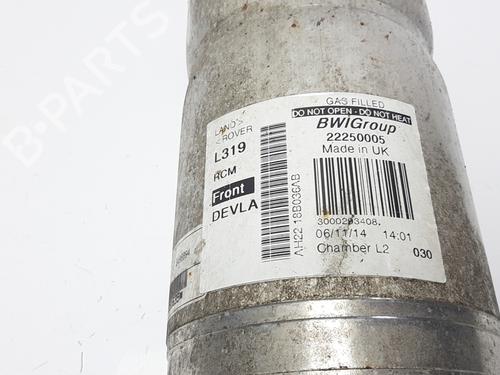 B-PARTS
LAND
ROVER
L319
RCM
Front
DEVLA
AH22 18B036AB
GAS FILLED
DO NOT OPEN - DO NOT HEAT
BWIGroup
22250005
Made in UK
3000293408.
06/11/14 14:01
Chamber L2 030